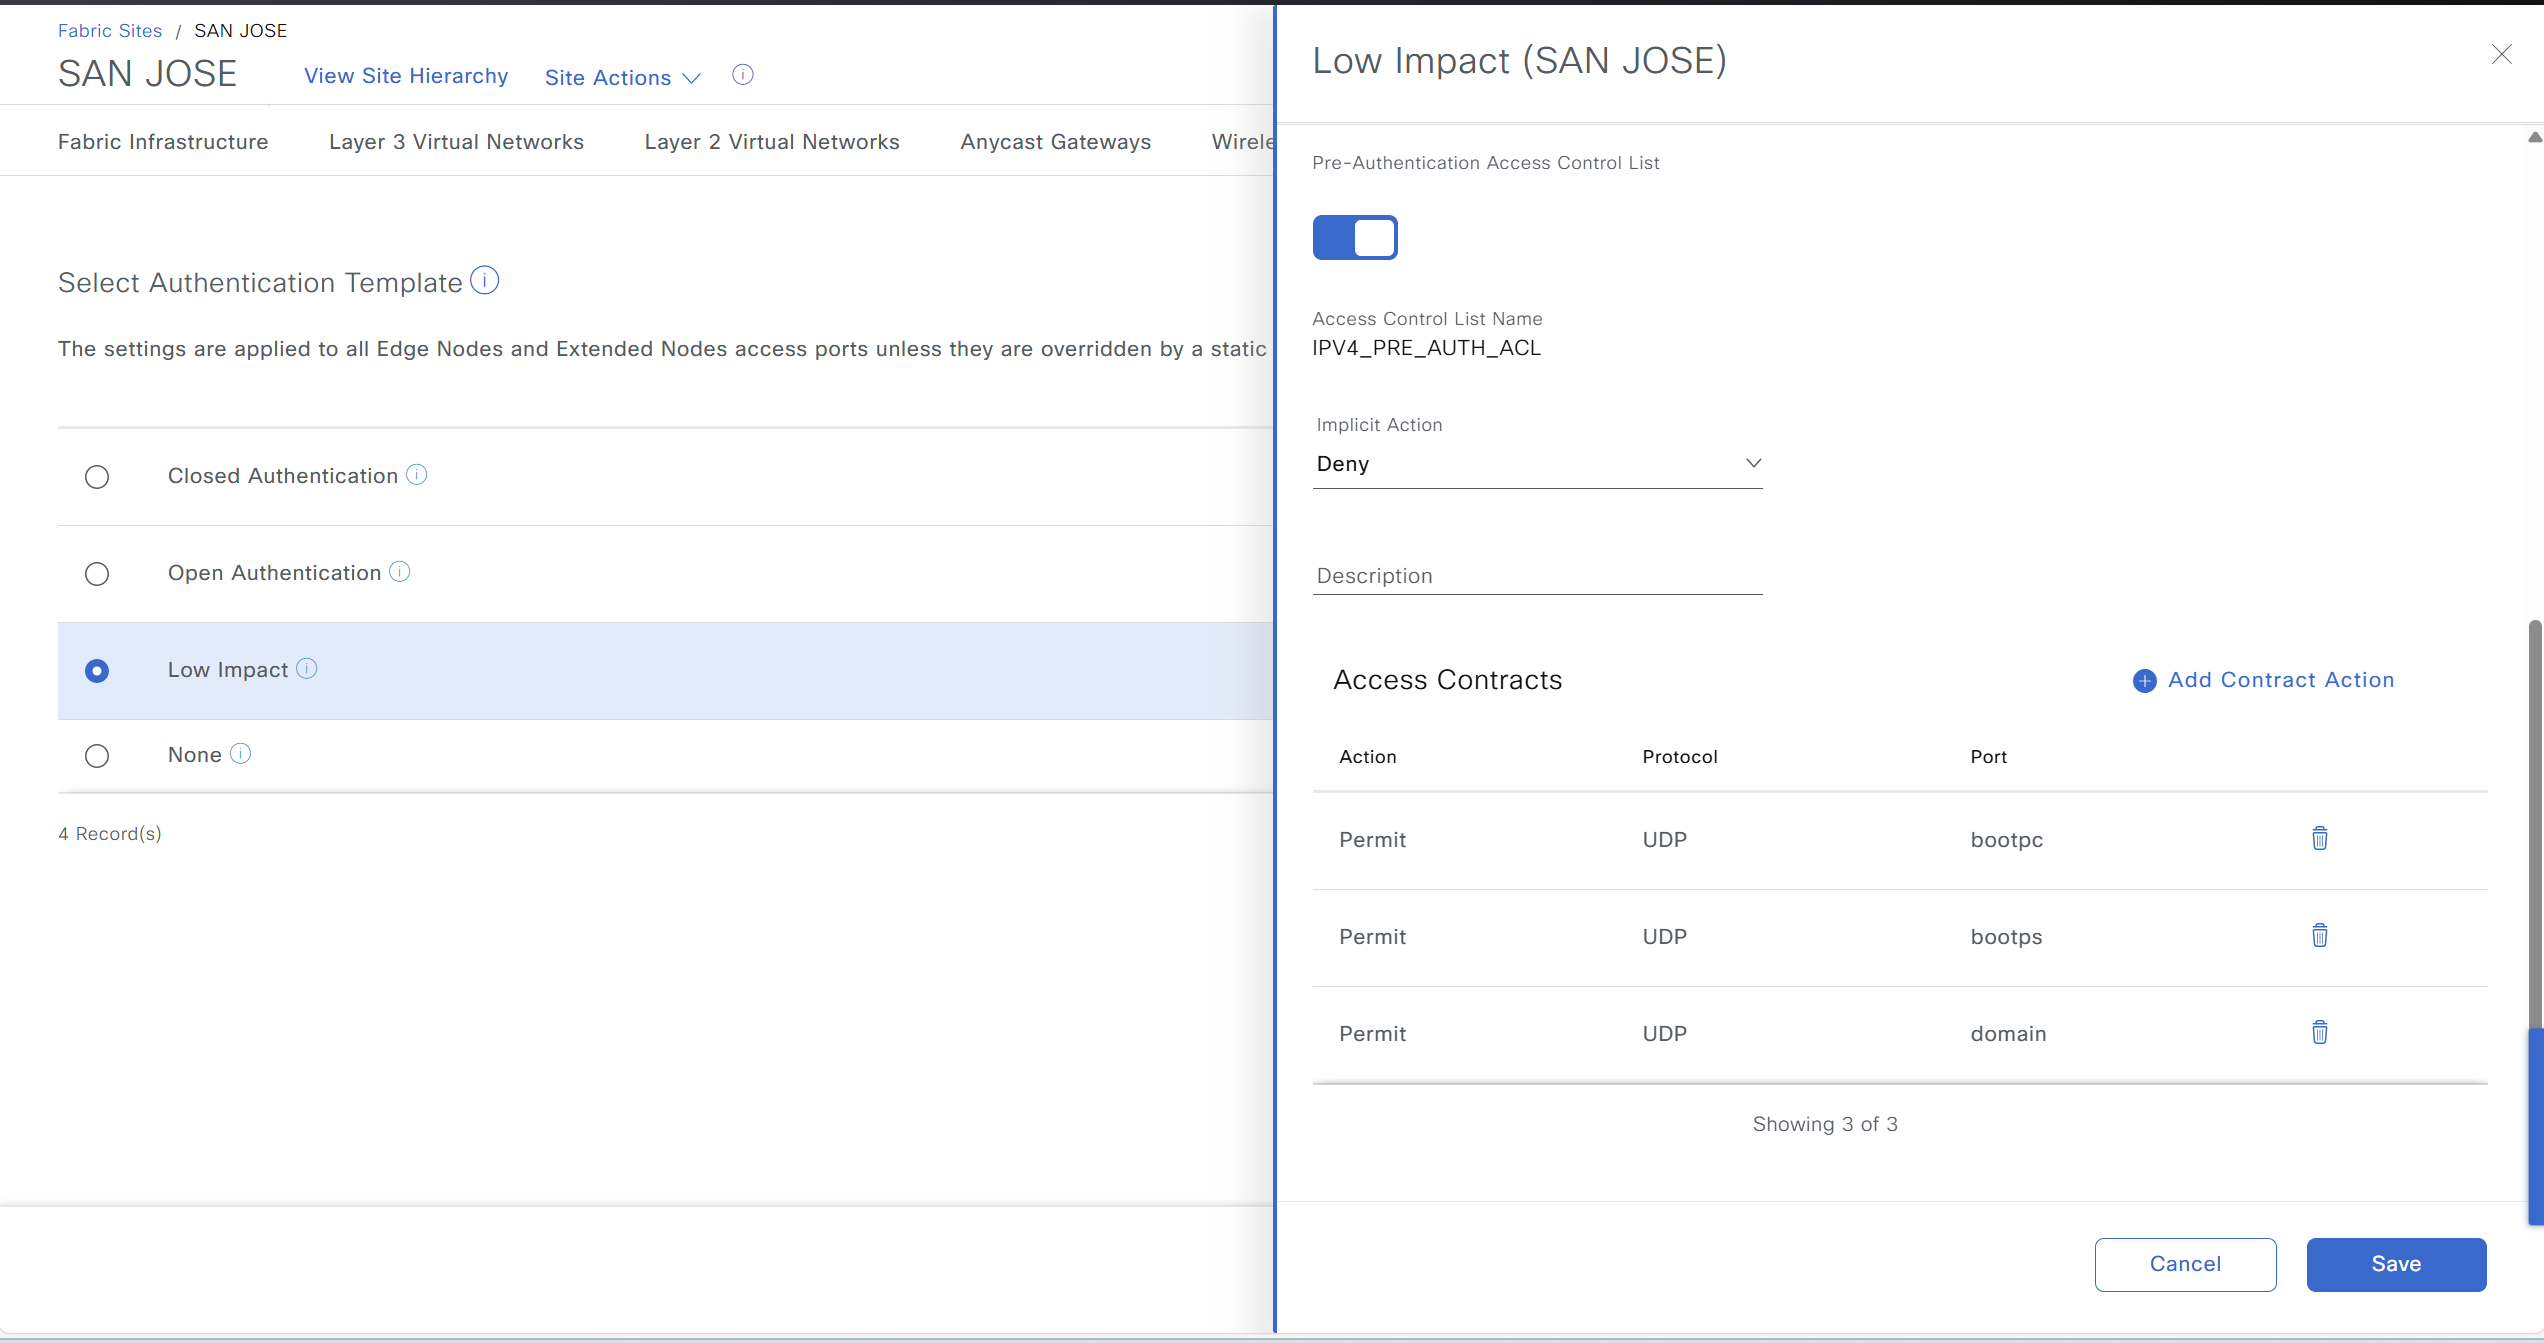 Fabric Sites / SAN JOSE
SAN JOSE View Site Hierarchy Site Actions
Fabric Infrastructure Layer 3 Virtual Networks Layer 2 Virtual Networks Anycast Gateways Wirele
Select Authentication Template
The settings are applied to all Edge Nodes and Extended Nodes access ports unless they are overridden by a static
Closed Authentication
Open Authentication
Low Impact
None
4 Record(s)
Low Impact (SAN JOSE)
Pre-Authentication Access Control List
Access Control List Name
IPV4_PRE_AUTH_ACL
Implicit Action
Deny
Description
Access Contracts Add Contract Action
Action Protocol Port
Permit UDP bootpc
Permit UDP bootps
Permit UDP domain
Showing 3 of 3
Cancel Save